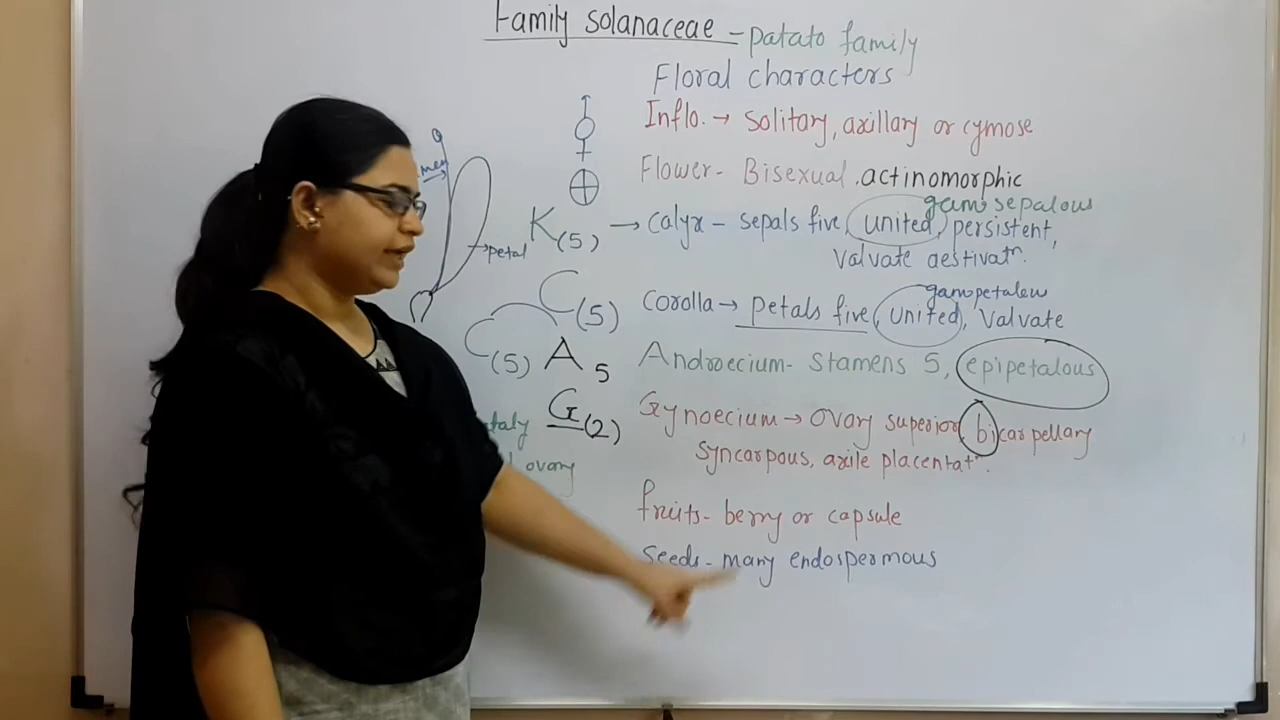 Family solanaceae - patato family
Floral characters
Inflo. → solitary, axillary or cymose
Flower - Bisexual, actinomorphic
gamosepalous
K(5) → calyx - sepals five, united, persistent,
valvate aestivatn.
petal
gamopetalew
C(5) Corolla → petals five, united, valvate
C(5) A5 Androecium - Stamens 5, epipetalous
G(2) Gynoecium → ovary superior, bicarpellary
ovary syncarpous, axile placentatn.
fruits - berry or capsule
Seeds - many endospermous